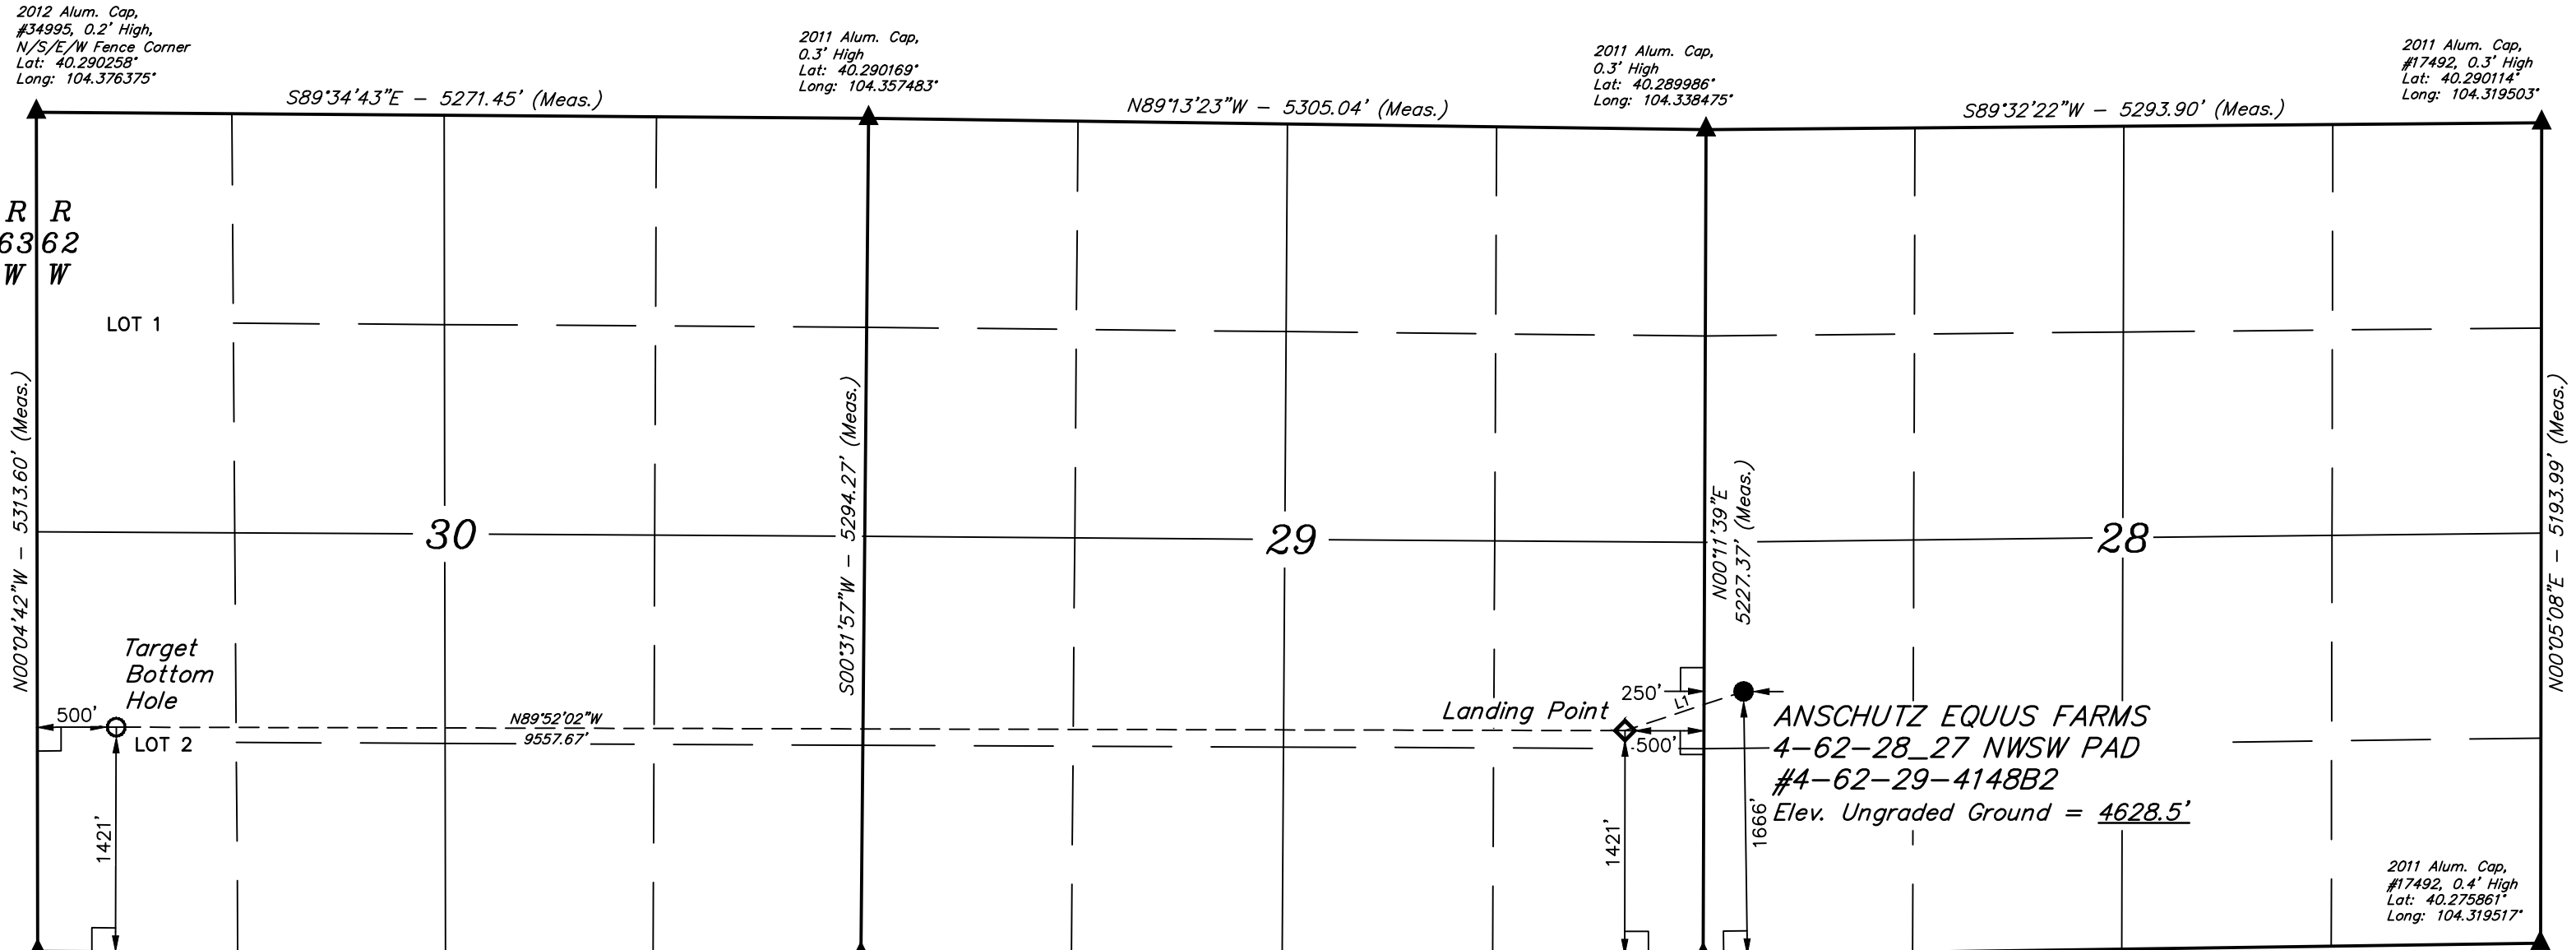 2012 Alum. Cap,
#34995, 0.2' High,
N/S/E/W Fence Corner
Lat: 40.290258°
Long: 104.376375°
2011 Alum. Cap,
0.3' High
Lat: 40.290169°
Long: 104.357483°
2011 Alum. Cap,
0.3' High
Lat: 40.289986°
Long: 104.338475°
2011 Alum. Cap,
#17492, 0.3' High
Lat: 40.290114°
Long: 104.319503°
S89°34'43"E - 5271.45' (Meas.)
N89°13'23"W - 5305.04' (Meas.)
S89°32'22"W - 5293.90' (Meas.)
R R
63 62
W W
LOT 1
N00°04'42"W - 5313.60' (Meas.)
S00°31'57"W - 5294.27' (Meas.)
N00°11'39"E
5227.37' (Meas.)
N00°05'08"E - 5193.99' (Meas.)
30
29
28
Target
Bottom
Hole
500'
LOT 2
1421'
N89°52'02"W
9557.67'
Landing Point
250'
L1
500'
1421'
1666'
ANSCHUTZ EQUUS FARMS
4-62-28_27 NWSW PAD
#4-62-29-4148B2
Elev. Ungraded Ground = 4628.5'
2011 Alum. Cap,
#17492, 0.4' High
Lat: 40.275861°
Long: 104.319517°